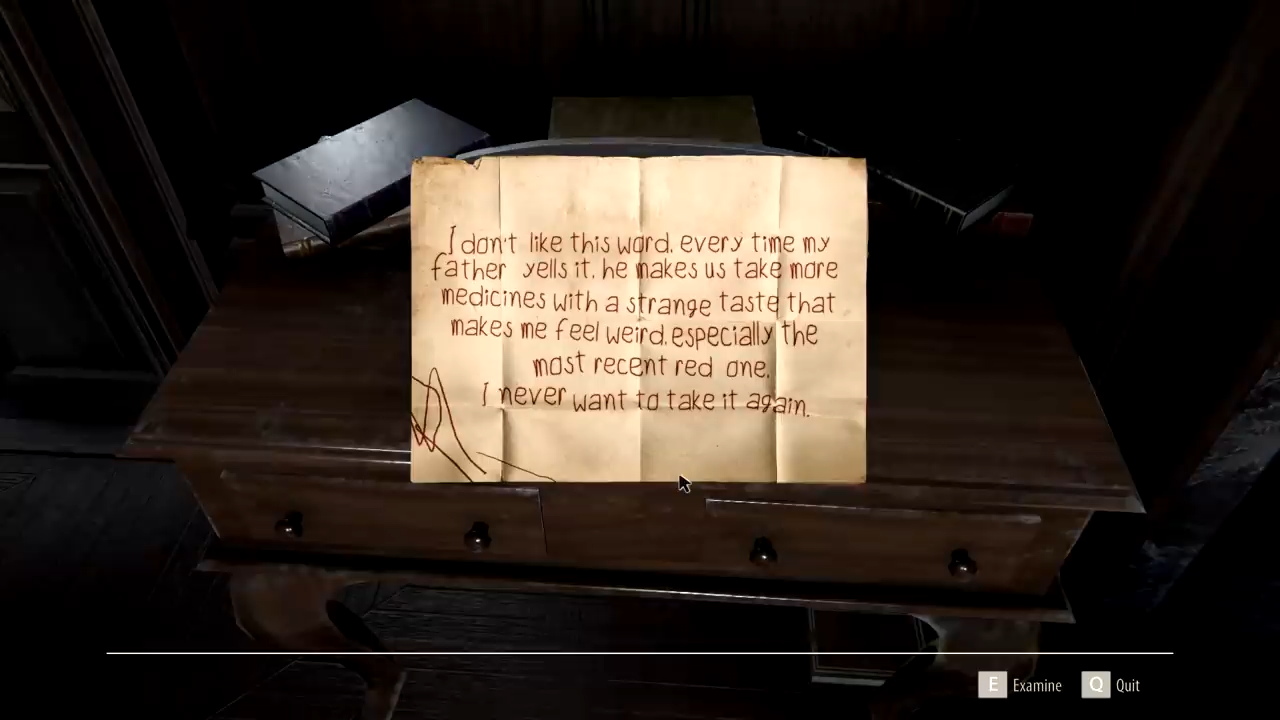 I don't like this word. every time my
father yells it. he makes us take more
medicines with a strange taste that
makes me feel weird. especially the
most recent red one.
I never want to take it again.
E Examine Q Quit